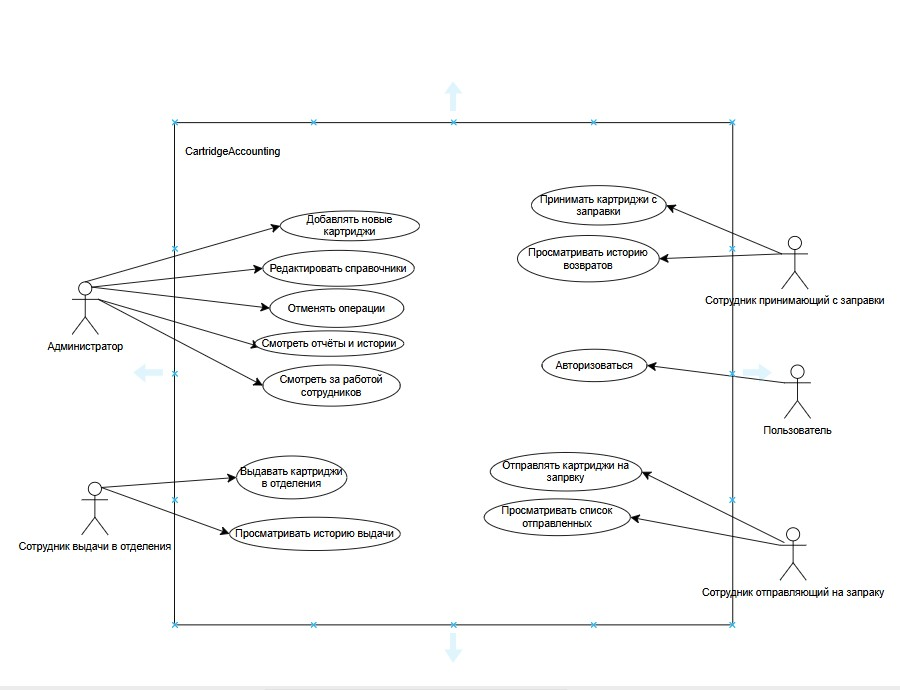 CartridgeAccounting
Добавлять новые
картриджи
Редактировать справочники
Отменять операции
Смотреть отчёты и истории
Смотреть за работой
сотрудников
Администратор
Выдавать картриджи
в отделения
Просматривать историю выдачи
Сотрудник выдачи в отделения
Принимать картриджи с
заправки
Просматривать историю
возвратов
Сотрудник принимающий с заправки
Авторизоваться
Пользователь
Отправлять картриджи на
запрвку
Просматривать список
отправленных
Сотрудник отправляющий на запраку